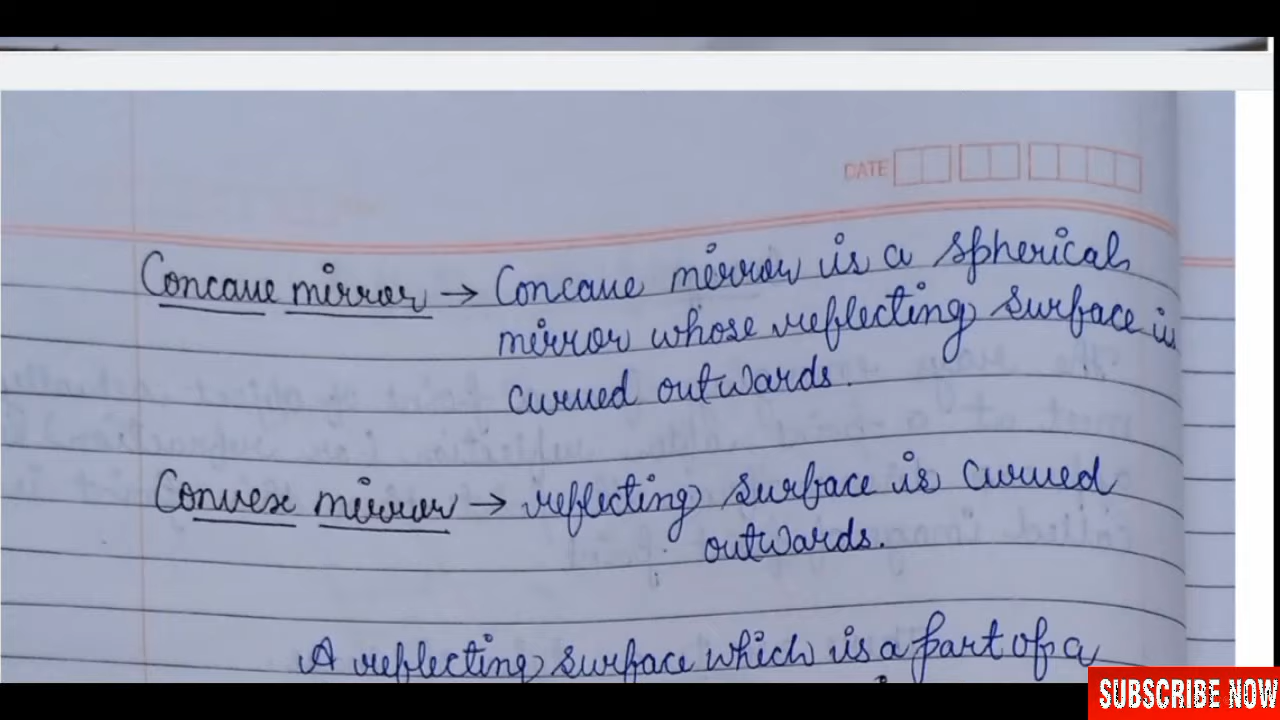 DATE
Concave mirror → Concave mirror is a spherical
mirror whose reflecting surface is
curved outwards.
Convex mirror → reflecting surface is curved
outwards.
A reflecting surface which is a part of a
SUBSCRIBE NOW